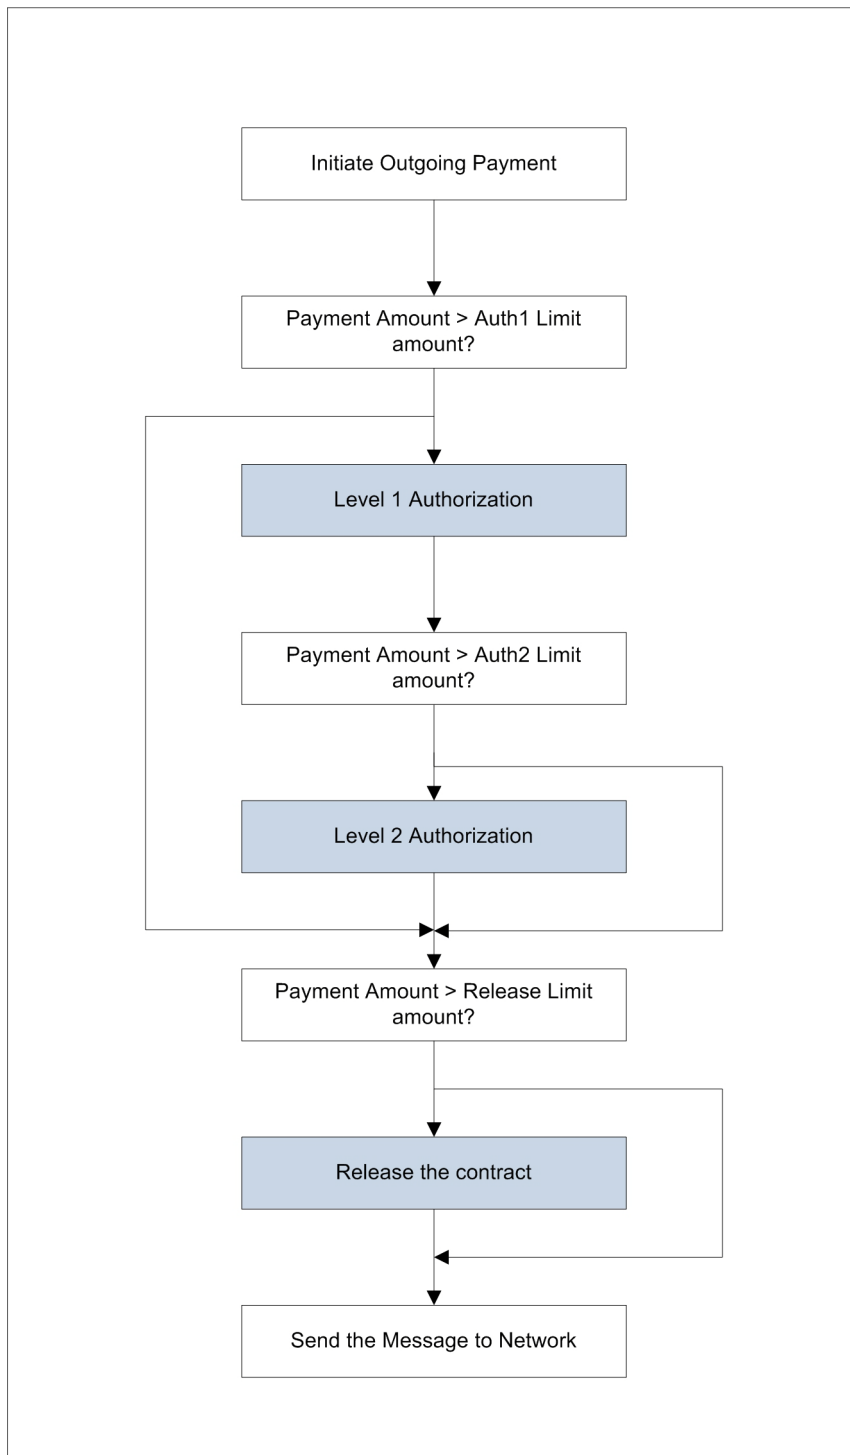 Initiate Outgoing Payment
Payment Amount > Auth1 Limit
amount?
Level 1 Authorization
Payment Amount > Auth2 Limit
amount?
Level 2 Authorization
Payment Amount > Release Limit
amount?
Release the contract
Send the Message to Network